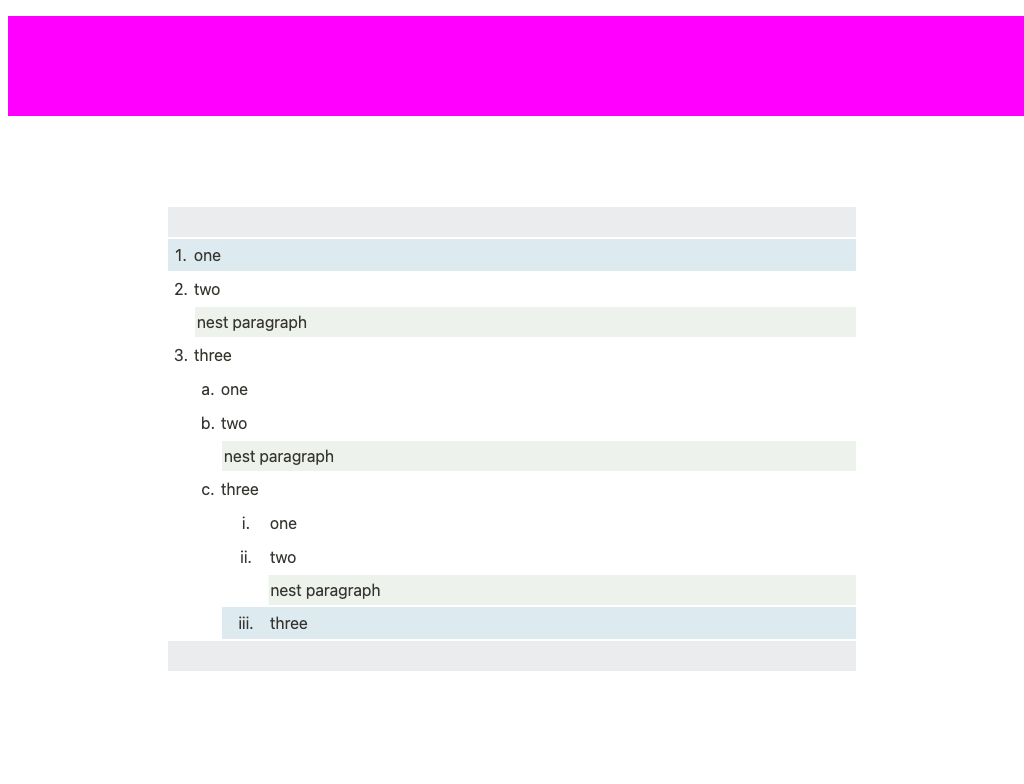 1. one
2. two
nest paragraph
3. three
a. one
b. two
nest paragraph
c. three
i. one
ii. two
nest paragraph
iii. three